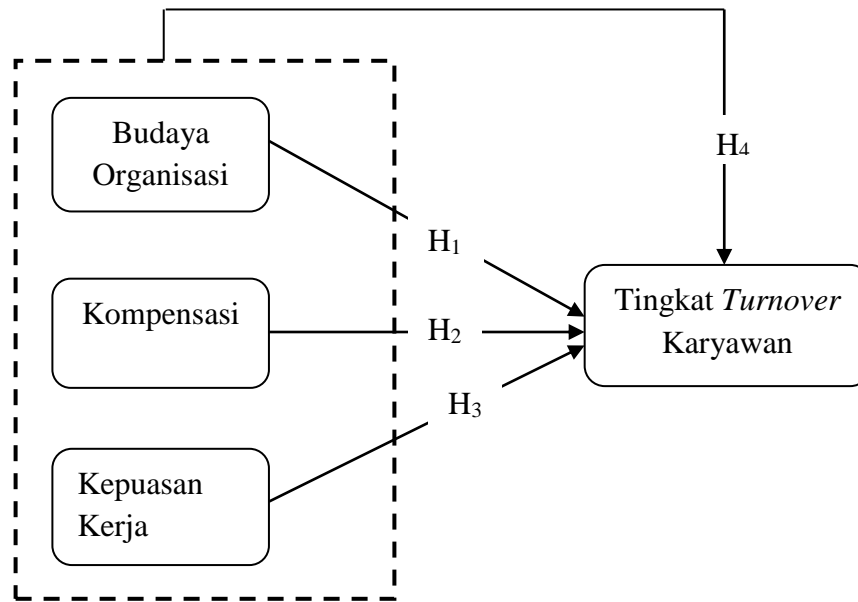 Budaya
Organisasi
H4
H1
Kompensasi
H2
Tingkat Turnover
Karyawan
H3
Kepuasan
Kerja